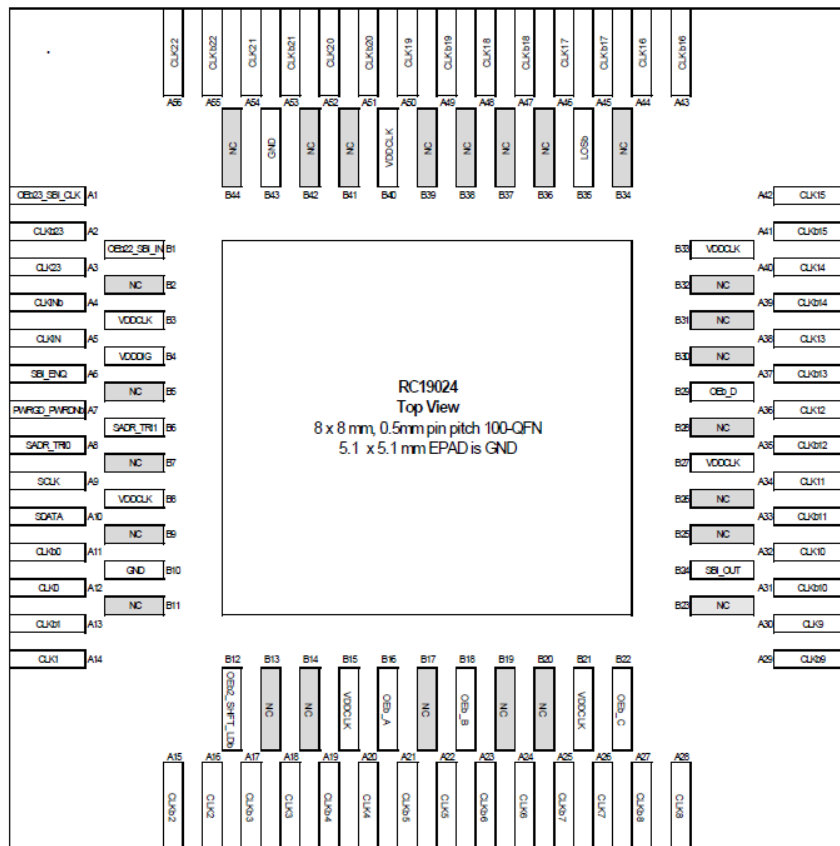 CLK22 CLKb22 CLK21 CLKb21 CLK20 CLKb20 CLK19 CLKb19 CLK18 CLKb18 CLK17 CLKb17 CLK16 CLKb16
A56 A55 A54 A53 A52 A51 A50 A49 A48 A47 A46 A45 A44 A43
NC GND NC NC VDDCLK NC NC NC NC LOSb NC
B44 B43 B42 B41 B40 B39 B38 B37 B36 B35 B34
OEb23_SBI_CLK A1 A42 CLK15
CLKb23 A2 A41 CLKb15
OEb22_SBI_IN B1 B33 VDDCLK
CLK23 A3 A40 CLK14
NC B2 B32 NC
CLKINb A4 A39 CLKb14
VDDCLK B3 B31 NC
CLKIN A5 A38 CLK13
VDDDIG B4 B30 NC
SBI_ENQ A6 A37 CLKb13
NC B5 B29 OEb_D
PWRGD_PWRDNb A7 A36 CLK12
SADR_TRI1 B6 B28 NC
SADR_TRI0 A8 A35 CLKb12
NC B7 B27 VDDCLK
SCLK A9 A34 CLK11
VDDCLK B8 B26 NC
SDATA A10 A33 CLKb11
NC B9 B25 NC
CLKb0 A11 A32 CLK10
GND B10 B24 SBI_OUT
CLK0 A12 A31 CLKb10
NC B11 B23 NC
CLKb1 A13 A30 CLK9
CLK1 A14 A29 CLKb9
RC19024
Top View
8 x 8 mm, 0.5mm pin pitch 100-QFN
5.1 x 5.1 mm EPAD is GND
B12 B13 B14 B15 B16 B17 B18 B19 B20 B21 B22
OEb2_SHFT_LDb NC NC VDDCLK OEb_A NC OEb_B NC NC VDDCLK OEb_C
A15 A16 A17 A18 A19 A20 A21 A22 A23 A24 A25 A26 A27 A28
CLKb2 CLK2 CLKb3 CLK3 CLKb4 CLK4 CLKb5 CLK5 CLKb6 CLK6 CLKb7 CLK7 CLKb8 CLK8